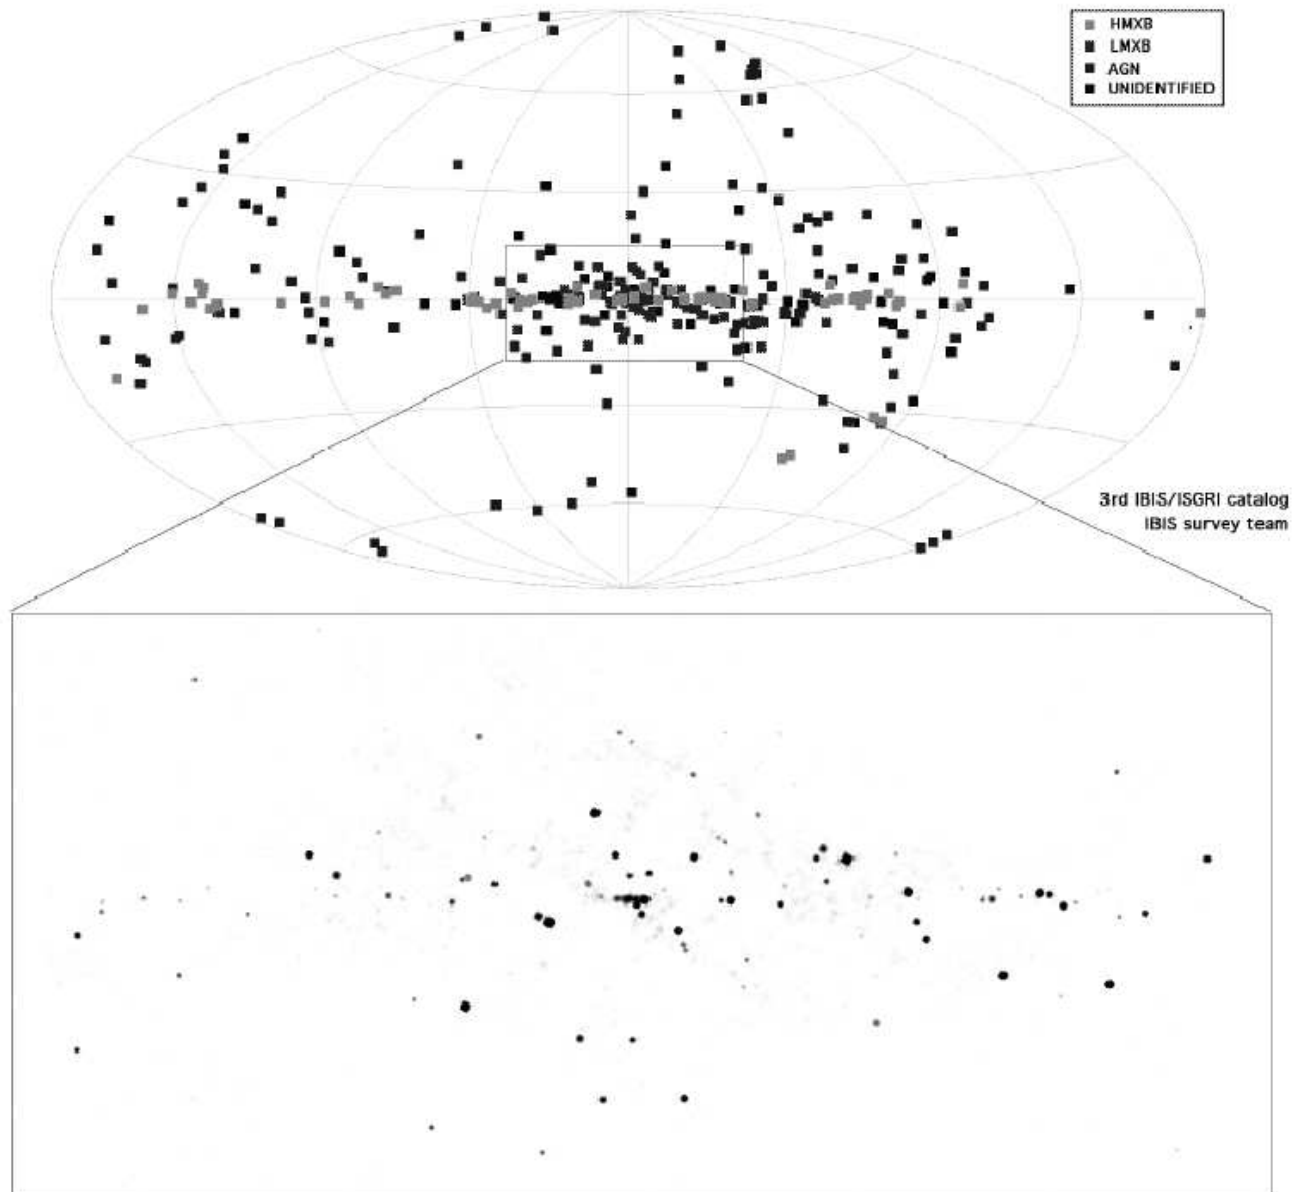 HMXB
LMXB
AGN
UNIDENTIFIED
3rd IBIS/ISGRI catalog
IBIS survey team